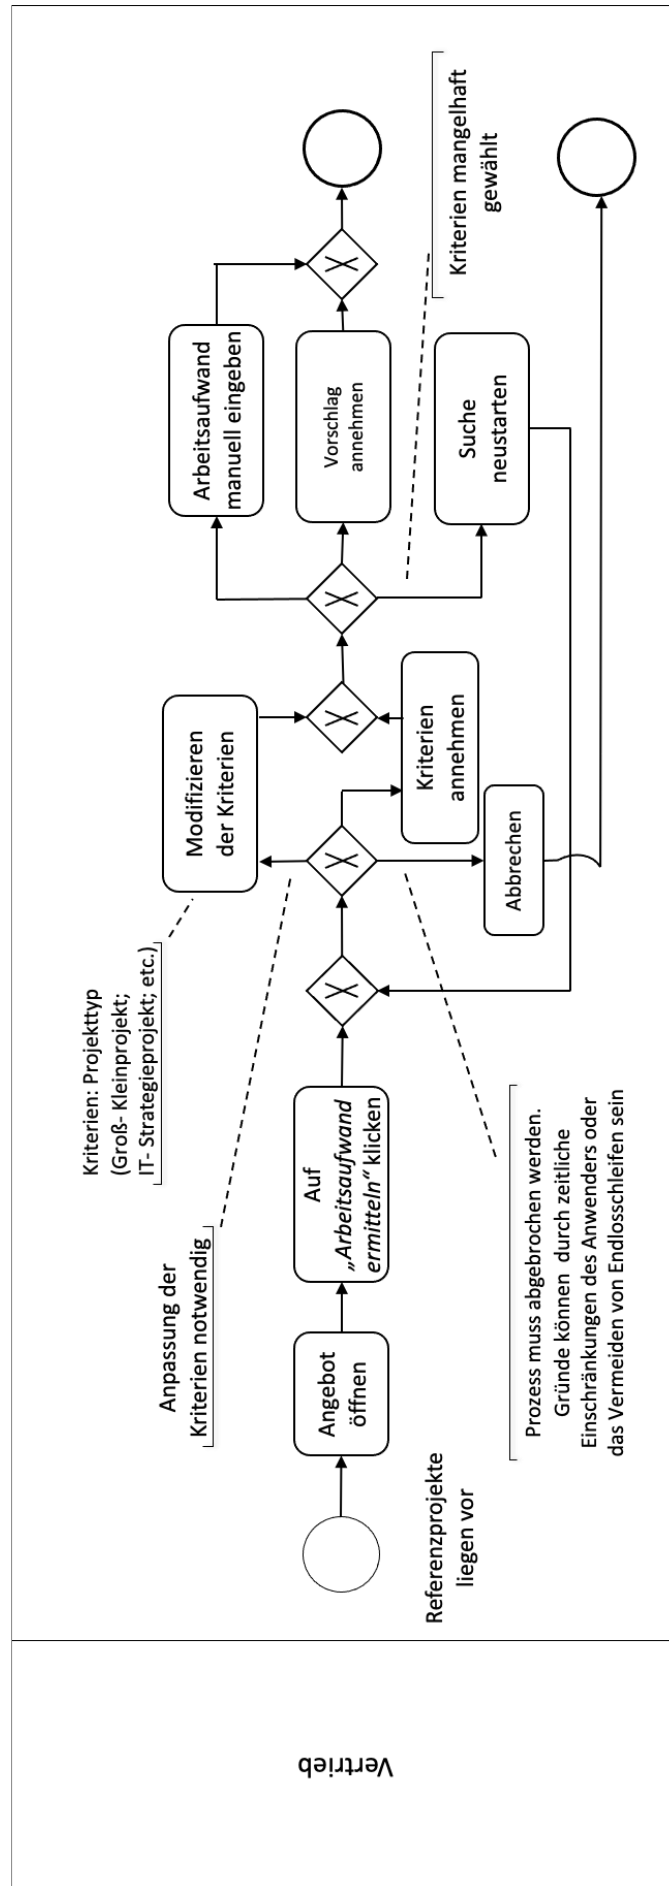 Vertrieb
Referenzprojekte
liegen vor
Angebot
öffnen
Auf
„Arbeitsaufwand
ermitteln“ klicken
Anpassung der
Kriterien notwendig
Kriterien: Projekttyp
(Groß- Kleinprojekt;
IT- Strategieprojekt; etc.)
Prozess muss abgebrochen werden.
Gründe können durch zeitliche
Einschränkungen des Anwenders oder
das Vermeiden von Endlosschleifen sein
X
X
Modifizieren
der Kriterien
Kriterien
annehmen
Abbrechen
X
X
Arbeitsaufwand
manuell eingeben
Vorschlag
annehmen
Suche
neustarten
X
Kriterien mangelhaft
gewählt